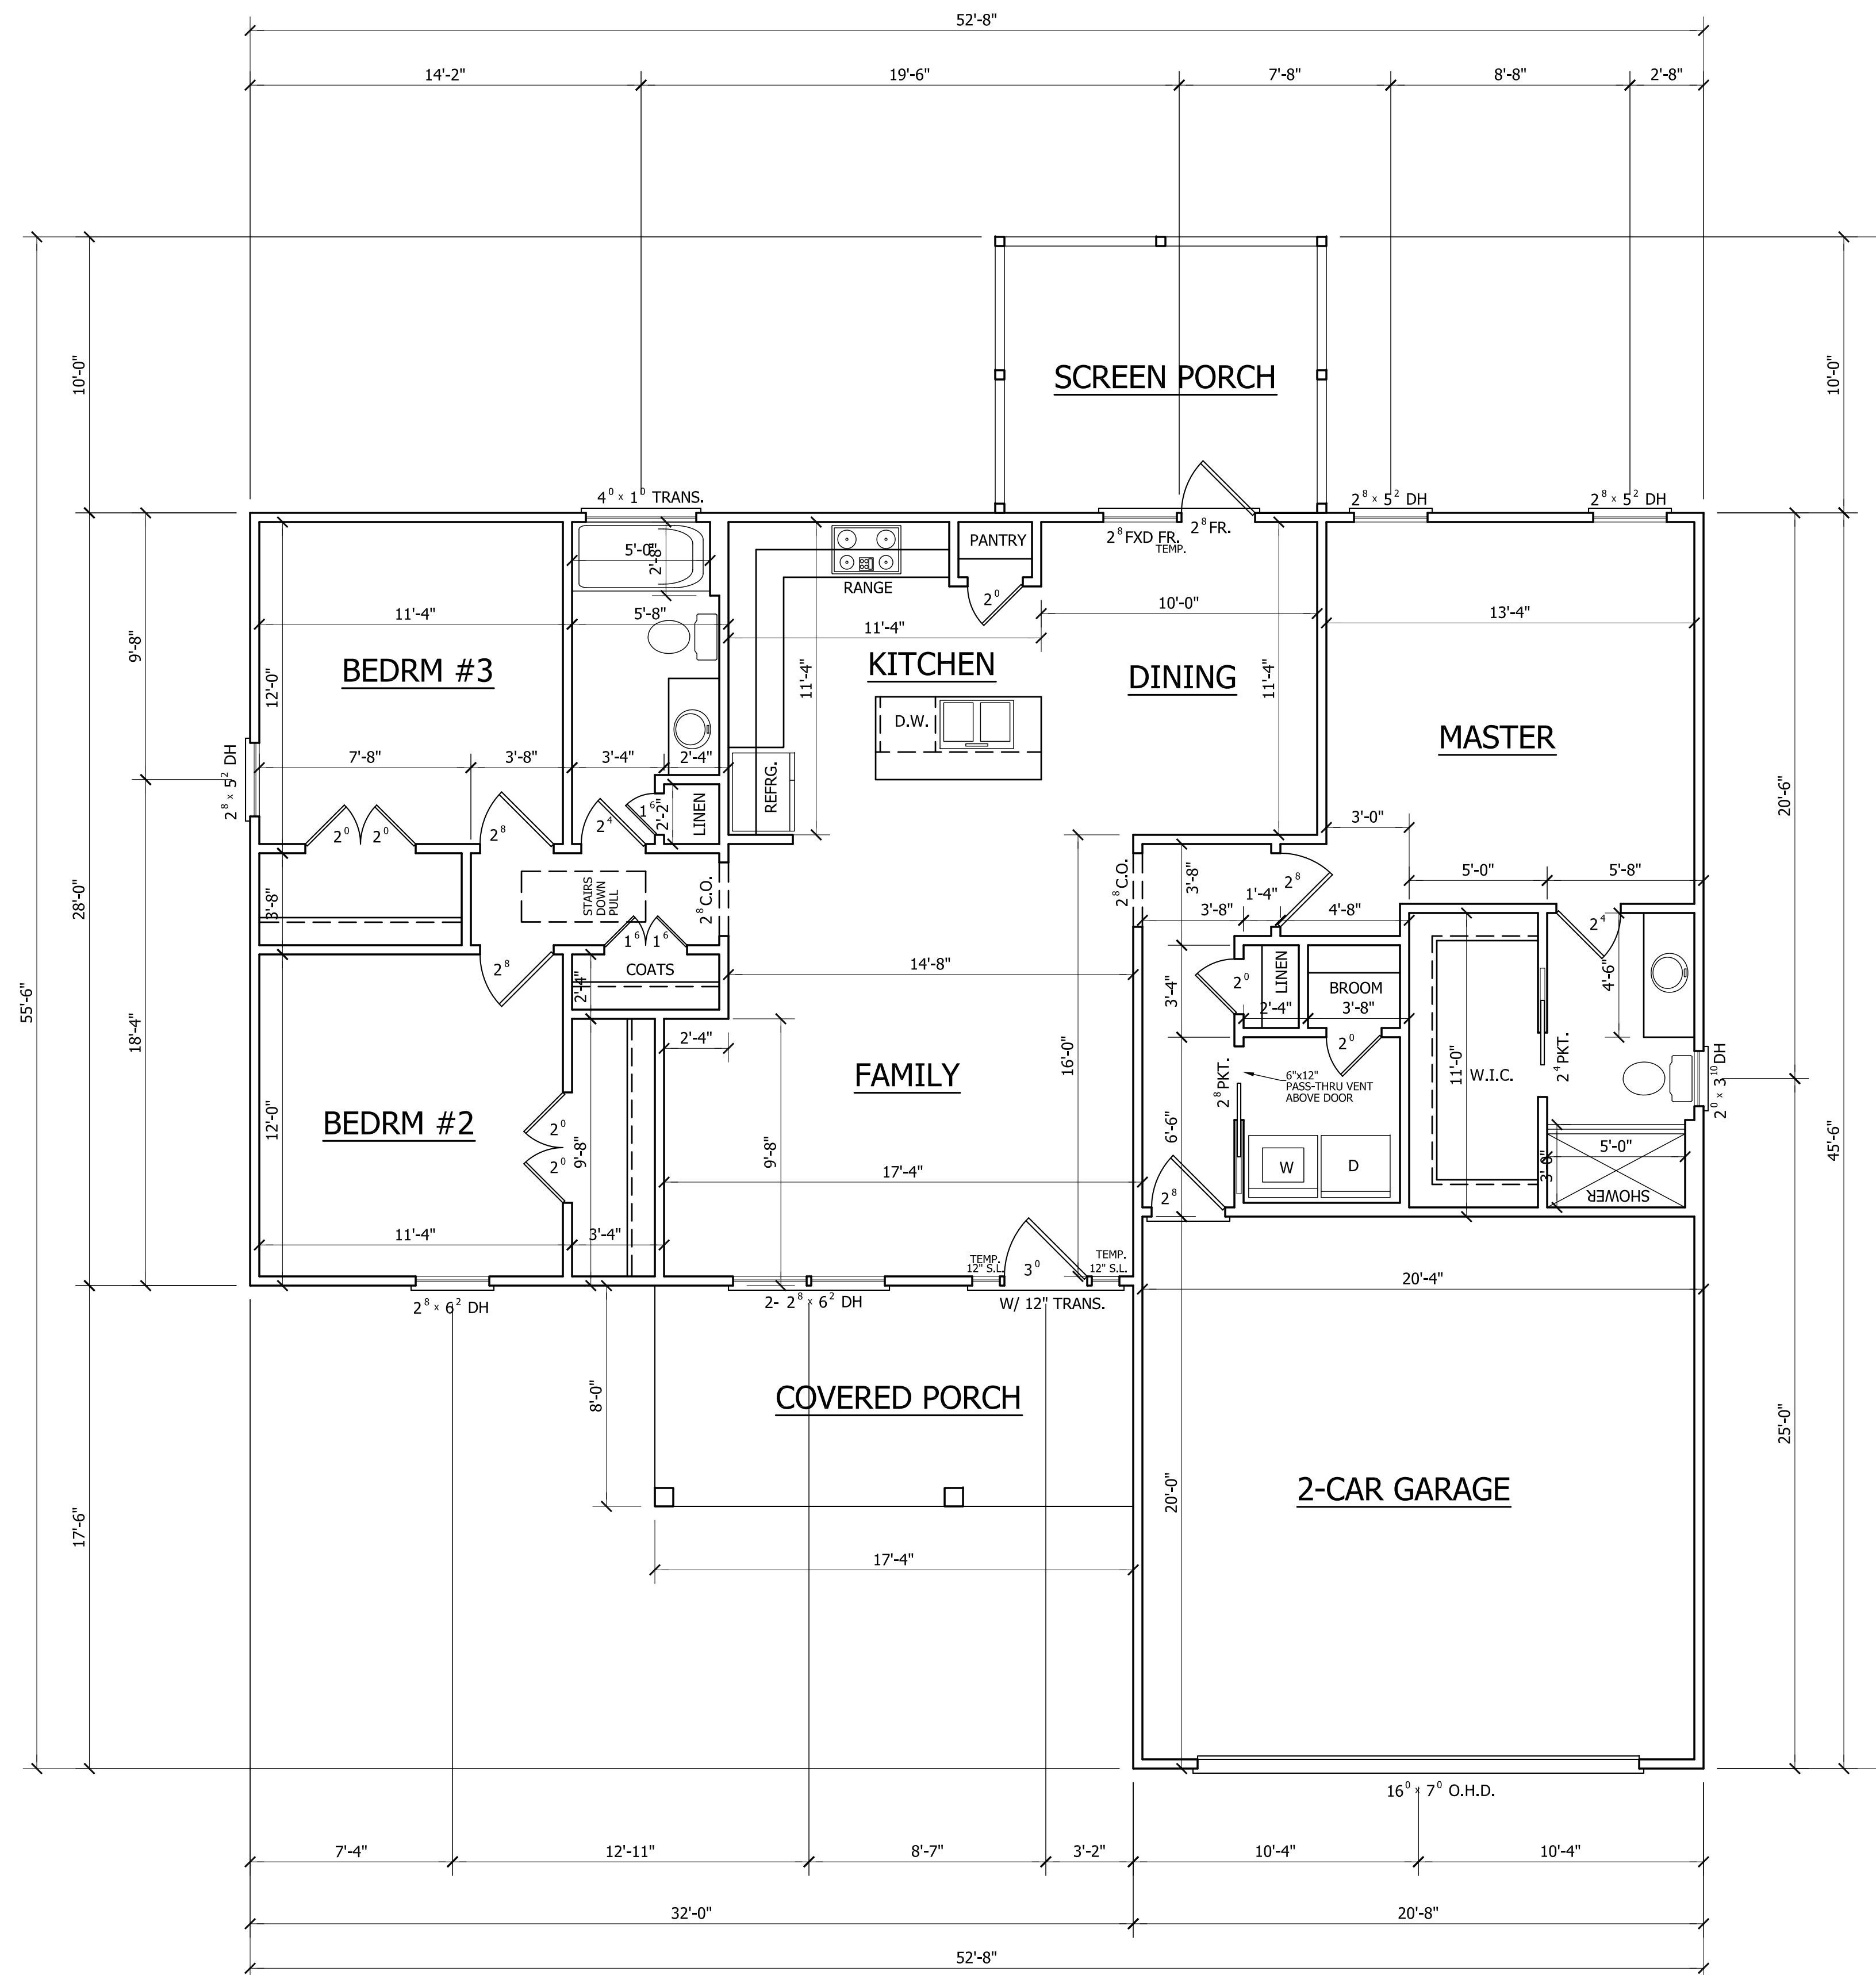 52'-8"
14'-2" 19'-6" 7'-8" 8'-8" 2'-8"
10'-0" 10'-0"
SCREEN PORCH
4⁰ x 1⁰ TRANS. 2⁸ x 5² DH 2⁸ x 5² DH
2⁸ FXD FR. 2⁸ FR.
TEMP.
PANTRY
5'-0" 2'-8"
RANGE
2⁰
11'-4" 5'-8" 11'-4" 10'-0" 13'-4"
9'-8"
BEDRM #3
12'-0"
KITCHEN
11'-4"
DINING
11'-4"
D.W.
MASTER
7'-8" 3'-8" 3'-4" 2'-4"
REFRG.
2⁸ x 5² DH
20'-6"
2⁰ 2⁰ 2⁸ 2⁴ 1⁶ 2'-2" LINEN
3'-0"
28'-0"
3'-8"
STAIRS
DOWN
PULL
2⁸ C.O.
2⁸ C.O.
3'-8"
1'-4" 2⁸
5'-0" 5'-8"
3'-8" 4'-8"
1⁶ 1⁶
2⁴
COATS
2⁸
2'-4"
14'-8"
2⁰ LINEN
BROOM
3'-4" 2'-4" 3'-8"
4'-6"
55'-6"
18'-4"
2'-4"
16'-0"
2⁰
FAMILY
2⁸ PKT.
6"x12"
PASS-THRU VENT
ABOVE DOOR
11'-0" W.I.C.
2⁴ PKT.
2⁰ x 3¹⁰ DH
BEDRM #2
12'-0"
2⁰
2⁰
9'-8"
9'-8"
6'-6"
17'-4"
W D
5'-0"
3'-0"
SHOWER
45'-6"
2⁸
11'-4" 3'-4"
TEMP.
12" S.L.
3⁰
TEMP.
12" S.L.
20'-4"
2⁸ x 6² DH 2- 2⁸ x 6² DH W/ 12" TRANS.
8'-0"
COVERED PORCH
25'-0"
20'-0"
2-CAR GARAGE
17'-6"
17'-4"
16⁰ x 7⁰ O.H.D.
7'-4" 12'-11" 8'-7" 3'-2" 10'-4" 10'-4"
32'-0" 20'-8"
52'-8"